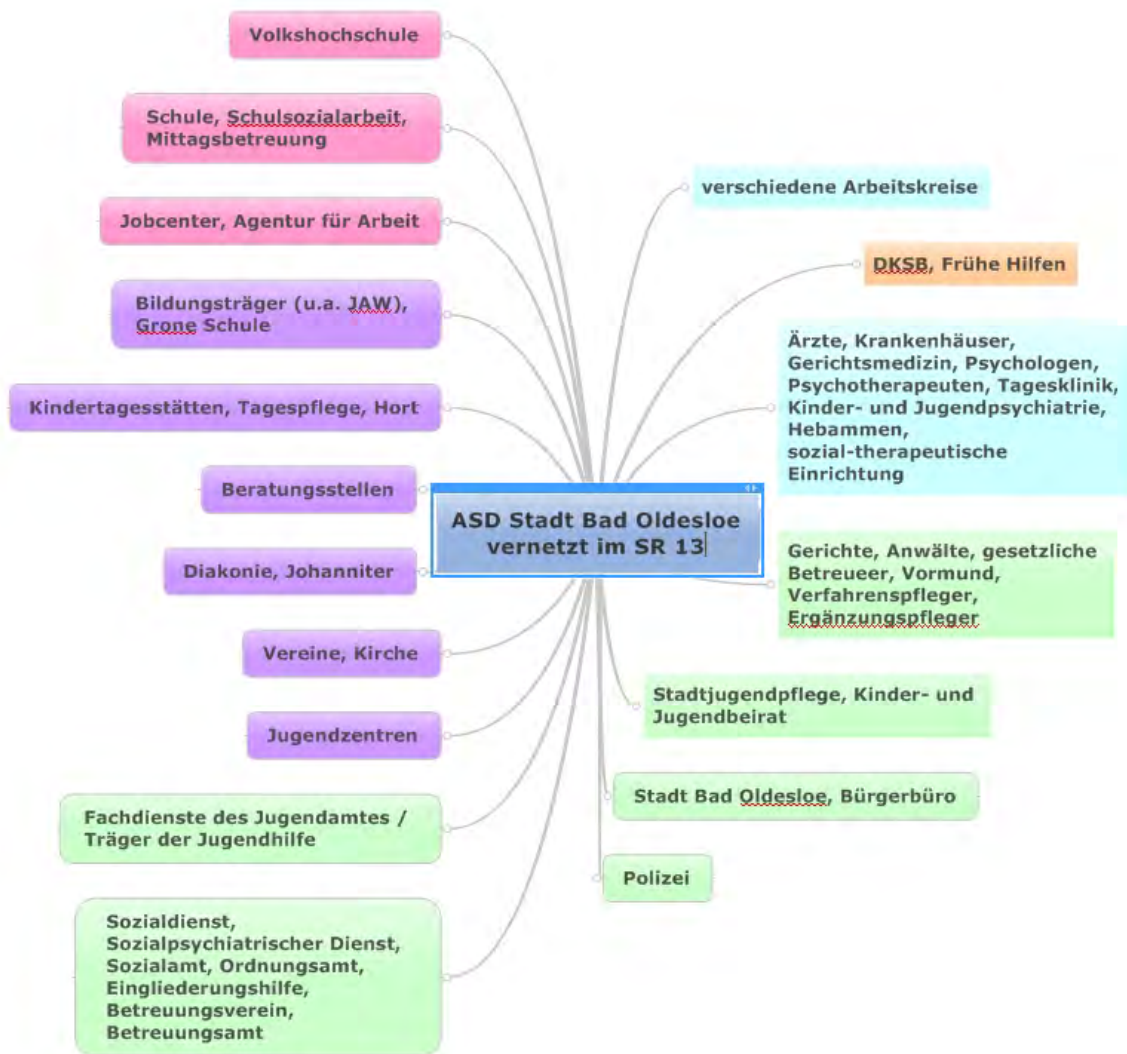 Volkshochschule
Schule, Schulsozialarbeit,
Mittagsbetreuung
Jobcenter, Agentur für Arbeit
Bildungsträger (u.a. JAW),
Grone Schule
Kindertagesstätten, Tagespflege, Hort
Beratungsstellen
Diakonie, Johanniter
Vereine, Kirche
Jugendzentren
Fachdienste des Jugendamtes /
Träger der Jugendhilfe
Sozialdienst,
Sozialpsychiatrischer Dienst,
Sozialamt, Ordnungsamt,
Eingliederungshilfe,
Betreuungsverein,
Betreuungsamt
ASD Stadt Bad Oldesloe
vernetzt im SR 13
verschiedene Arbeitskreise
DKSB, Frühe Hilfen
Ärzte, Krankenhäuser,
Gerichtsmedizin, Psychologen,
Psychotherapeuten, Tagesklinik,
Kinder- und Jugendpsychiatrie,
Hebammen,
sozial-therapeutische
Einrichtung
Gerichte, Anwälte, gesetzliche
Betreueer, Vormund,
Verfahrenspfleger,
Ergänzungspfleger
Stadtjugendpflege, Kinder- und
Jugendbeirat
Stadt Bad Oldesloe, Bürgerbüro
Polizei